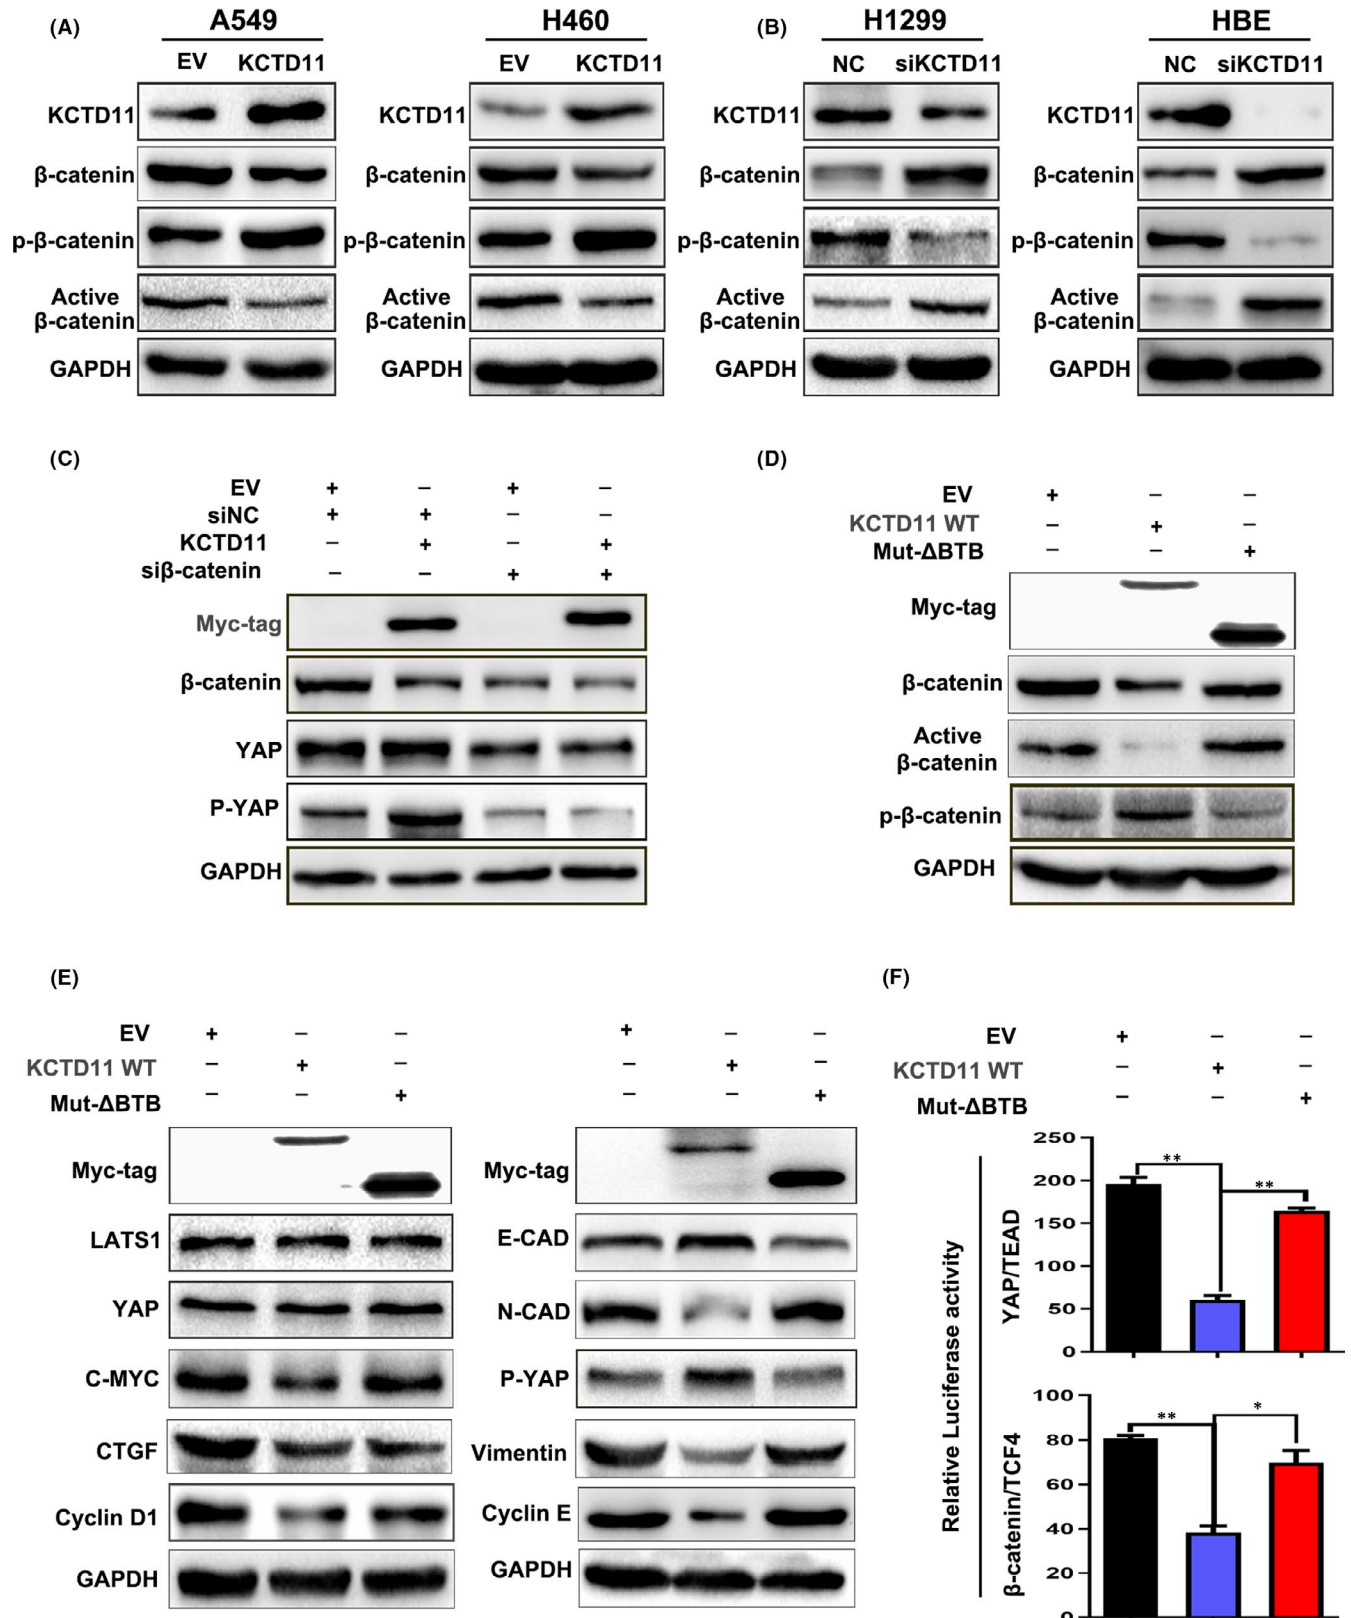 (A) A549 H460 (B) H1299 HBE
EV KCTD11 EV KCTD11 NC siKCTD11 NC siKCTD11
KCTD11 KCTD11 KCTD11 KCTD11
β-catenin β-catenin β-catenin β-catenin
p-β-catenin p-β-catenin p-β-catenin p-β-catenin
Active Active Active Active
β-catenin β-catenin β-catenin β-catenin
GAPDH GAPDH GAPDH GAPDH
(C)
EV + – + –
siNC + + – –
KCTD11 – + – +
siβ-catenin – – + +
Myc-tag
β-catenin
YAP
P-YAP
GAPDH
(D)
EV + – –
KCTD11 WT – + –
Mut-ΔBTB – – +
Myc-tag
β-catenin
Active
β-catenin
p-β-catenin
GAPDH
(E)
EV + – – + – –
KCTD11 WT – + – – + –
Mut-ΔBTB – – + – – +
Myc-tag
LATS1
YAP
C-MYC
CTGF
Cyclin D1
GAPDH
Myc-tag
E-CAD
N-CAD
P-YAP
Vimentin
Cyclin E
GAPDH
(F)
EV + – –
KCTD11 WT – + –
Mut-ΔBTB – – +
Relative Luciferase activity
YAP/TEAD
250
200
150
100
50
0
** **
β-catenin/TCF4
100
80
60
40
20
0
** *